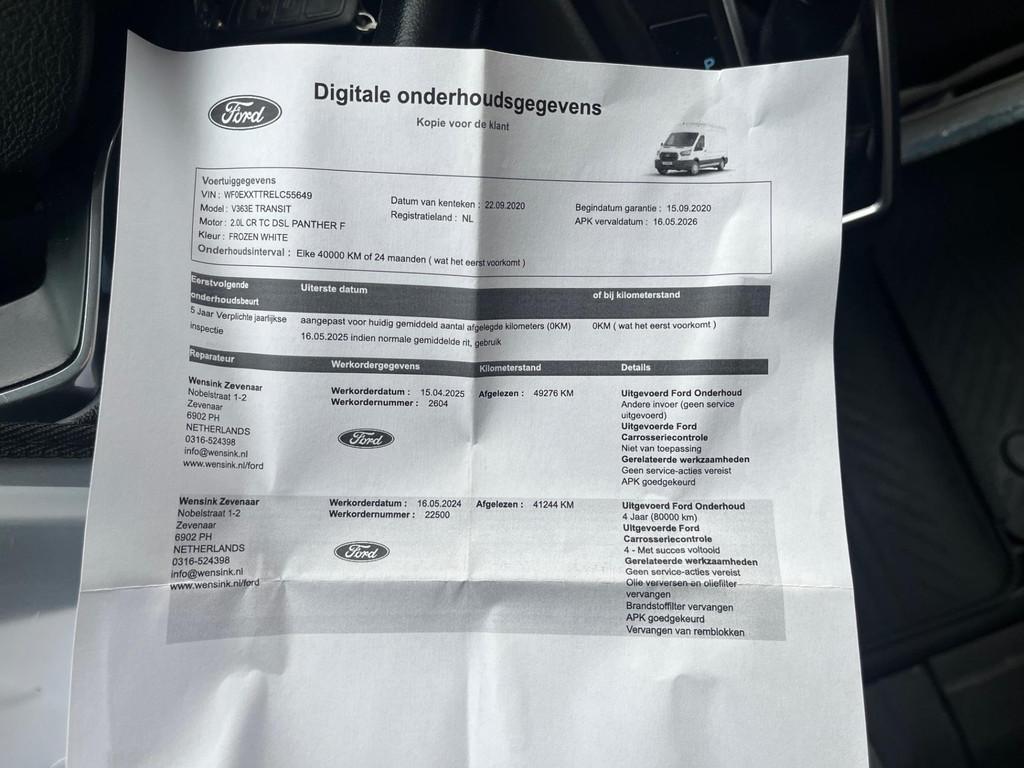 Ford
Digitale onderhoudsgegevens
Kopie voor de klant
Voertuiggegevens
VIN : WF0EXXTTRELC55649
Model : V363E TRANSIT
Motor : 2.0L CR TC DSL PANTHER F
Kleur : FROZEN WHITE
Onderhoudsinterval : Elke 40000 KM of 24 maanden ( wat het eerst voorkomt )
Datum van kenteken : 22.09.2020
Registratieland : NL
Begindatum garantie : 15.09.2020
APK vervaldatum : 16.05.2026
Eerstvolgende onderhoudsbeurt
Uiterste datum
of bij kilometerstand
5 Jaar Verplichte jaarlijkse inspectie
aangepast voor huidig gemiddeld aantal afgelegde kilometers (0KM)
16.05.2025 indien normale gemiddelde rit, gebruik
0KM ( wat het eerst voorkomt )
Reparateur
Werkordergegevens
Kilometerstand
Details
Wensink Zevenaar
Nobelstraat 1-2
Zevenaar
6902 PH
NETHERLANDS
0316-524398
info@wensink.nl
www.wensink.nl/ford
Werkorderdatum : 15.04.2025
Werkordernummer : 2604
Ford
Afgelezen : 49276 KM
Uitgevoerd Ford Onderhoud
Andere invoer (geen service
uitgevoerd)
Uitgevoerde Ford
Carrosseriecontrole
Niet van toepassing
Gerelateerde werkzaamheden
Geen service-acties vereist
APK goedgekeurd
Wensink Zevenaar
Nobelstraat 1-2
Zevenaar
6902 PH
NETHERLANDS
0316-524398
info@wensink.nl
www.wensink.nl/ford
Werkorderdatum : 16.05.2024
Werkordernummer : 22500
Ford
Afgelezen : 41244 KM
Uitgevoerd Ford Onderhoud
4 Jaar (80000 km)
Uitgevoerde Ford
Carrosseriecontrole
4 - Met succes voltooid
Gerelateerde werkzaamheden
Geen service-acties vereist
Olie verversen en oliefilter
vervangen
Brandstoffilter vervangen
APK goedgekeurd
Vervangen van remblokken